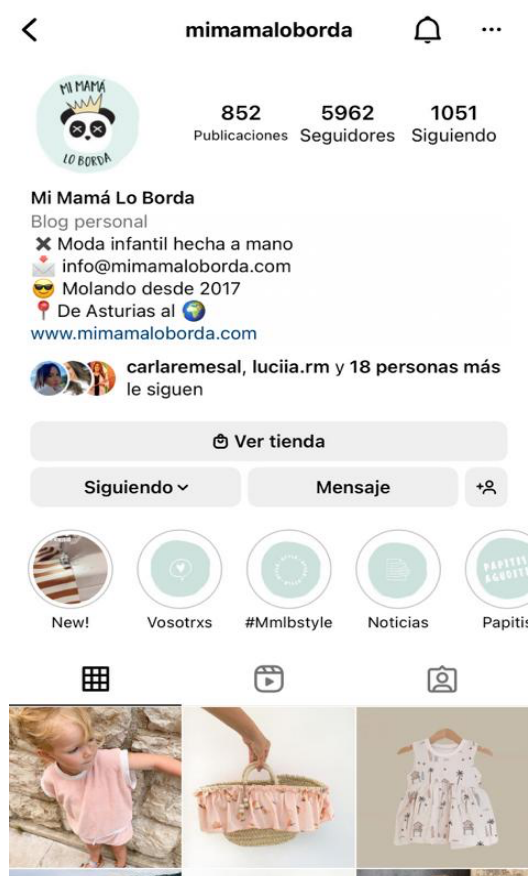 mimamaloborda
MI MAMÁ
LO BORDA
852 5962 1051
Publicaciones Seguidores Siguiendo
Mi Mamá Lo Borda
Blog personal
Moda infantil hecha a mano
info@mimamaloborda.com
Molando desde 2017
De Asturias al
www.mimamaloborda.com
carlaremesal, luciia.rm y 18 personas más
le siguen
Ver tienda
Siguiendo Mensaje
PAPITIS
AGUDITI
New! Vosotrxs #Mmlbstyle Noticias Papitis